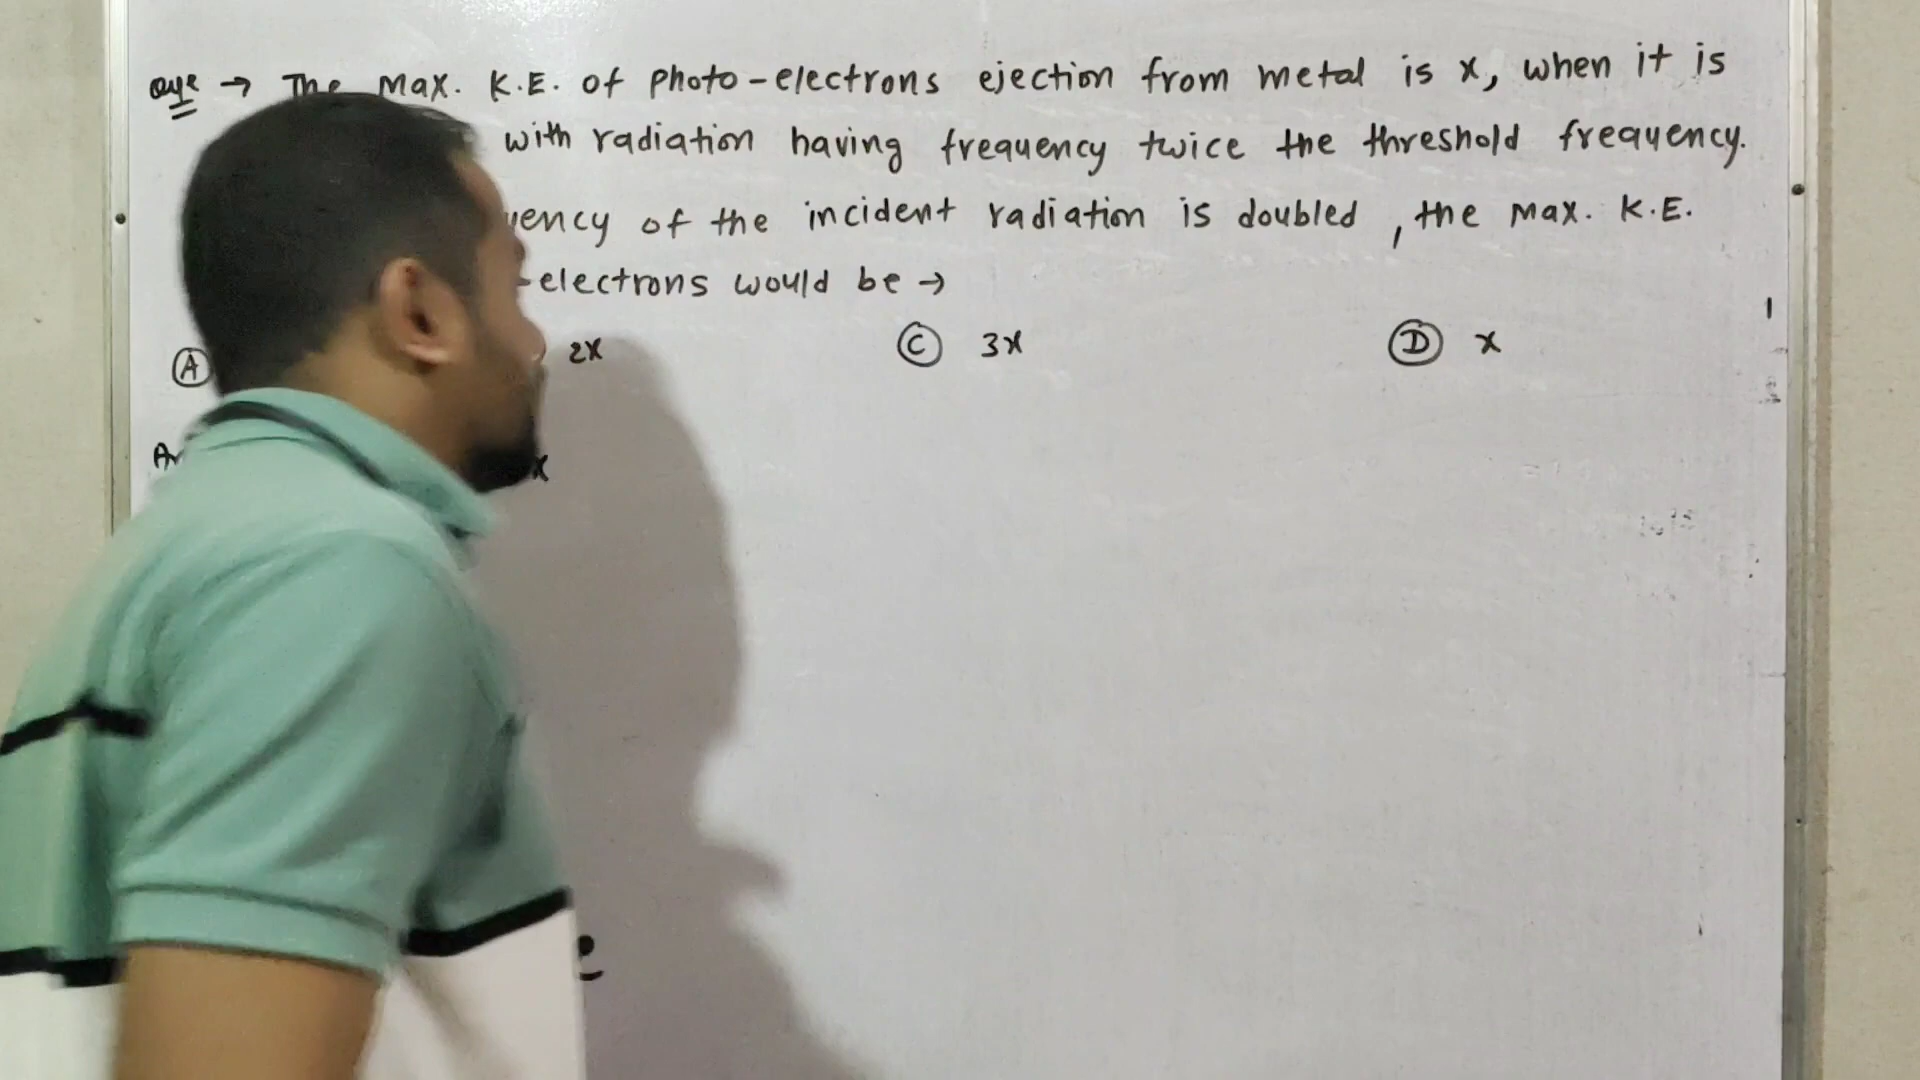 Que → The Max. K.E. of photo-electrons ejection from metal is x, when it is
with radiation having frequency twice the threshold frequency.
of the incident radiation is doubled, the max. K.E.
-electrons would be →
Ⓐ 2x Ⓒ 3x Ⓓ x
x